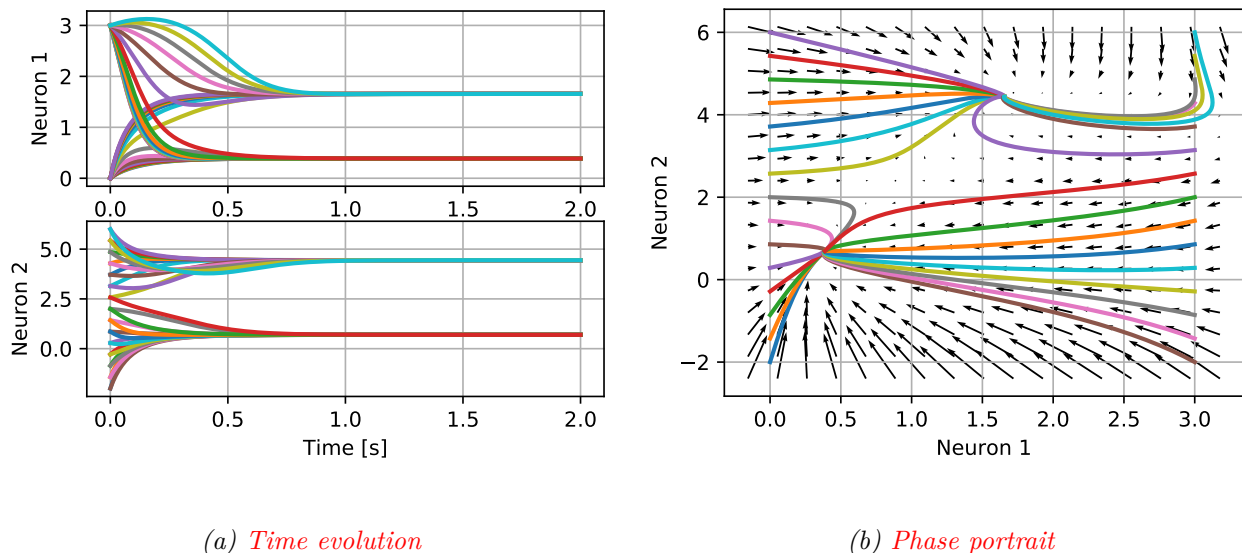 3
2
1
0
Neuron 1
0.0 0.5 1.0 1.5 2.0
5.0
2.5
0.0
Neuron 2
0.0 0.5 1.0 1.5 2.0
Time [s]
(a) Time evolution
6
4
2
0
−2
Neuron 2
0.0 0.5 1.0 1.5 2.0 2.5 3.0
Neuron 1
(b) Phase portrait